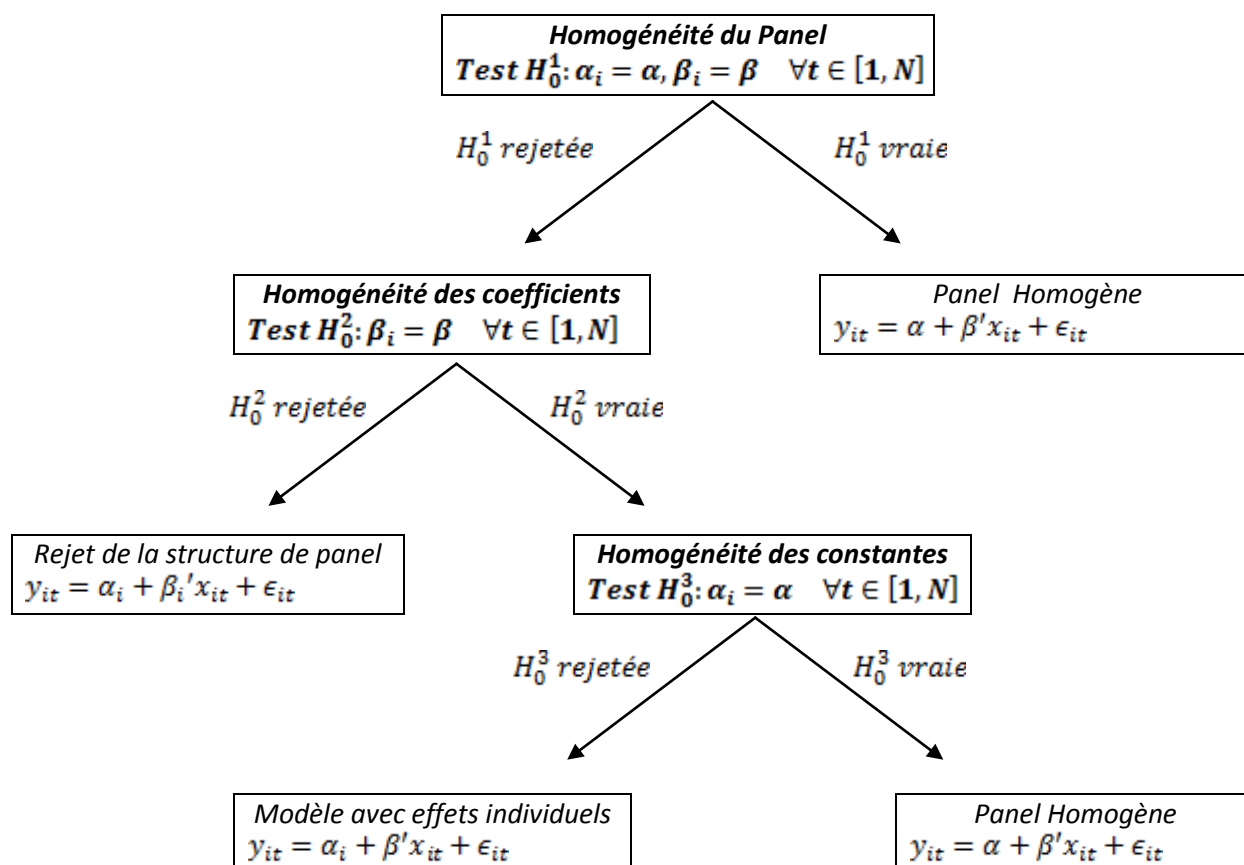 Homogénéité du Panel
Test H₀¹: αᵢ = α, βᵢ = β ∀t ∈ [1, N]
H₀¹ rejetée
H₀¹ vraie
Homogénéité des coefficients
Test H₀²: βᵢ = β ∀t ∈ [1, N]
Panel Homogène
yᵢₜ = α + β′xᵢₜ + ϵᵢₜ
H₀² rejetée
H₀² vraie
Rejet de la structure de panel
yᵢₜ = αᵢ + βᵢ′xᵢₜ + ϵᵢₜ
Homogénéité des constantes
Test H₀³: αᵢ = α ∀t ∈ [1, N]
H₀³ rejetée
H₀³ vraie
Modèle avec effets individuels
yᵢₜ = αᵢ + β′xᵢₜ + ϵᵢₜ
Panel Homogène
yᵢₜ = α + β′xᵢₜ + ϵᵢₜ